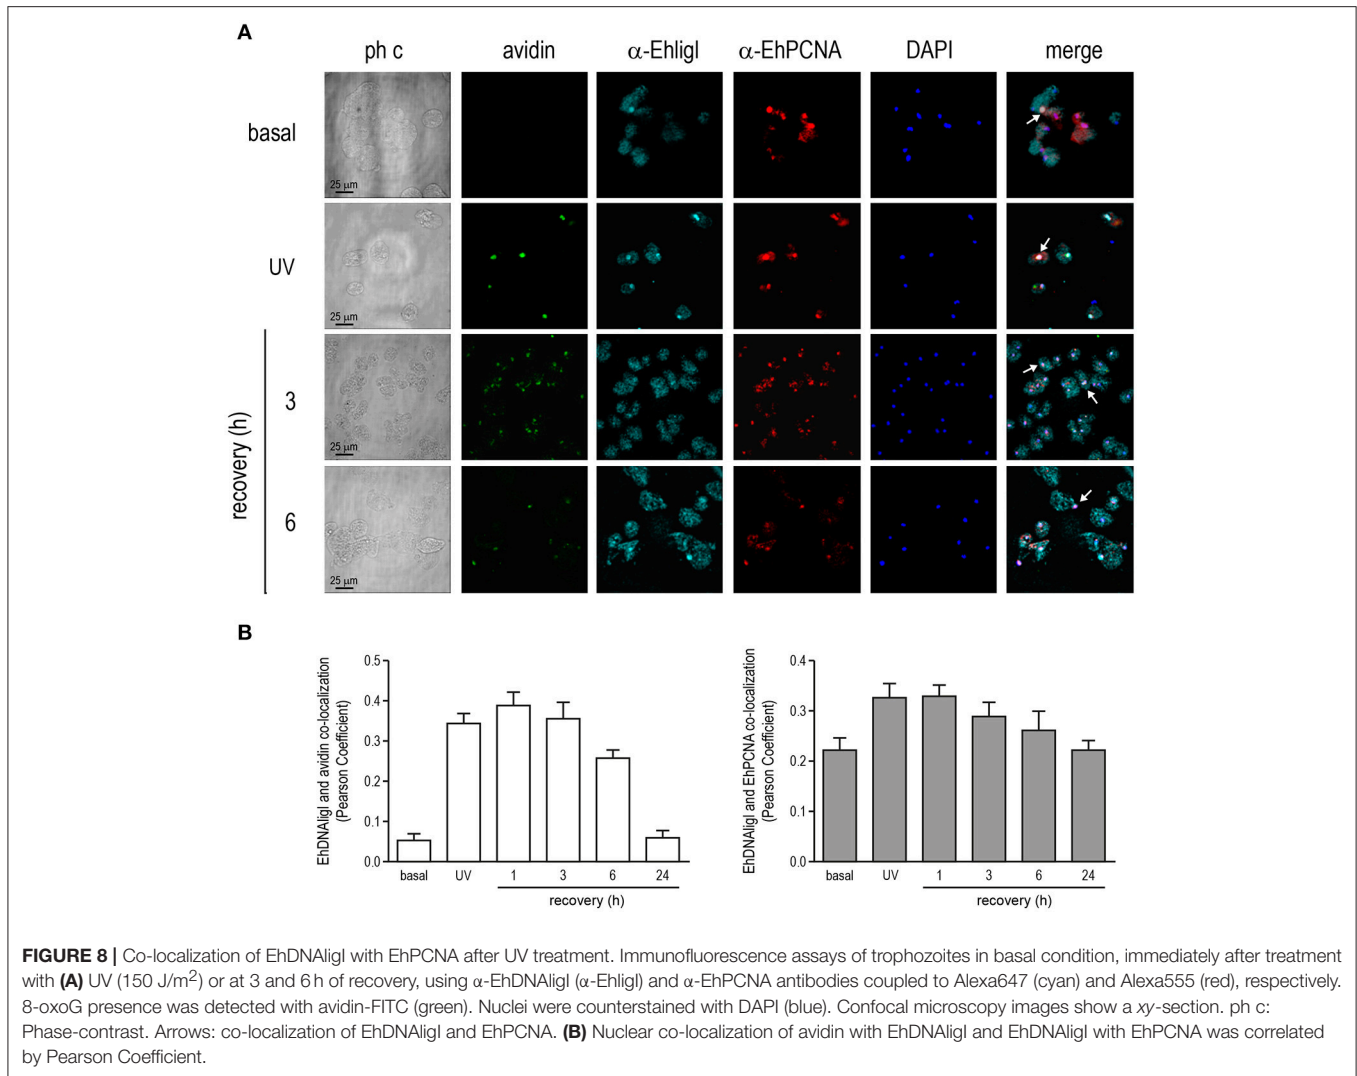 A
ph c avidin α-EhligI α-EhPCNA DAPI merge
basal
25 µm
UV
25 µm
recovery (h)
3
25 µm
6
25 µm
B
EhDNAligI and avidin co-localization
(Pearson Coefficient)
0.5
0.4
0.3
0.2
0.1
0.0
basal UV 1 3 6 24
recovery (h)
EhDNAligI and EhPCNA co-localization
(Pearson Coefficient)
0.4
0.3
0.2
0.1
0.0
basal UV 1 3 6 24
recovery (h)
FIGURE 8 | Co-localization of EhDNAligI with EhPCNA after UV treatment. Immunofluorescence assays of trophozoites in basal condition, immediately after treatment
with (A) UV (150 J/m2) or at 3 and 6 h of recovery, using α-EhDNAligI (α-EhligI) and α-EhPCNA antibodies coupled to Alexa647 (cyan) and Alexa555 (red), respectively.
8-oxoG presence was detected with avidin-FITC (green). Nuclei were counterstained with DAPI (blue). Confocal microscopy images show a xy-section. ph c:
Phase-contrast. Arrows: co-localization of EhDNAligI and EhPCNA. (B) Nuclear co-localization of avidin with EhDNAligI and EhDNAligI with EhPCNA was correlated
by Pearson Coefficient.